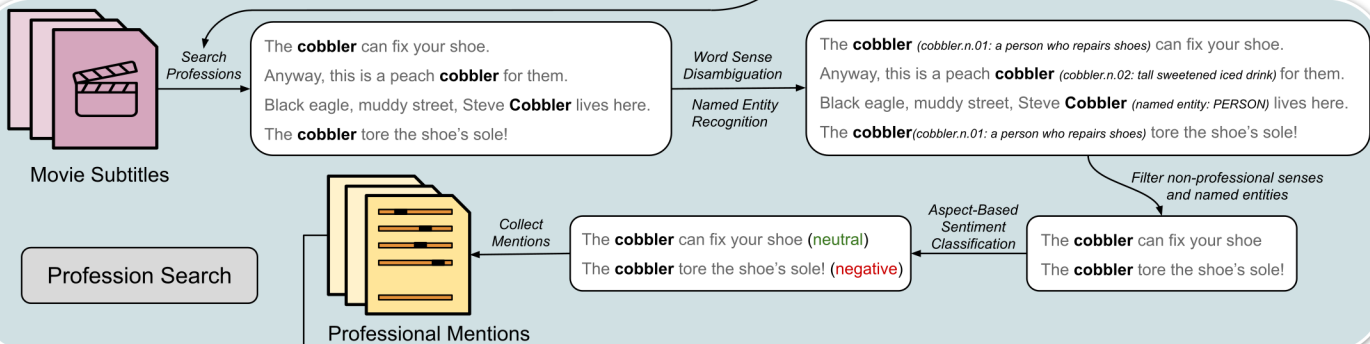 Search
Professions
Movie Subtitles
The cobbler can fix your shoe.
Anyway, this is a peach cobbler for them.
Black eagle, muddy street, Steve Cobbler lives here.
The cobbler tore the shoe's sole!
Word Sense
Disambiguation
Named Entity
Recognition
The cobbler (cobbler.n.01: a person who repairs shoes) can fix your shoe.
Anyway, this is a peach cobbler (cobbler.n.02: tall sweetened iced drink) for them.
Black eagle, muddy street, Steve Cobbler (named entity: PERSON) lives here.
The cobbler(cobbler.n.01: a person who repairs shoes) tore the shoe's sole!
Filter non-professional senses
and named entities
The cobbler can fix your shoe
The cobbler tore the shoe's sole!
Aspect-Based
Sentiment
Classification
The cobbler can fix your shoe (neutral)
The cobbler tore the shoe's sole! (negative)
Collect
Mentions
Professional Mentions
Profession Search